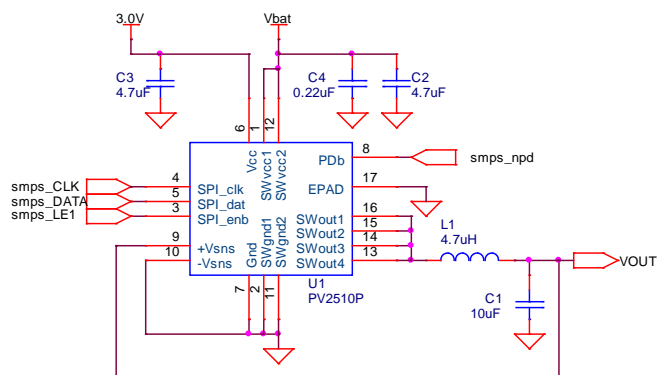 3.0V
Vbat
C3
4.7uF
C4
0.22uF
C2
4.7uF
6
1
12
Vcc
SWvcc1
SWvcc2
8
PDb
smps_npd
smps_CLK
4
SPI_clk
17
EPAD
smps_DATA
5
SPI_dat
smps_LE1
3
SPI_enb
16
SWout1
15
SWout2
14
SWout3
13
SWout4
9
+Vsns
10
-Vsns
Gnd
SWgnd1
SWgnd2
7
2
11
U1
PV2510P
L1
4.7uH
VOUT
C1
10uF